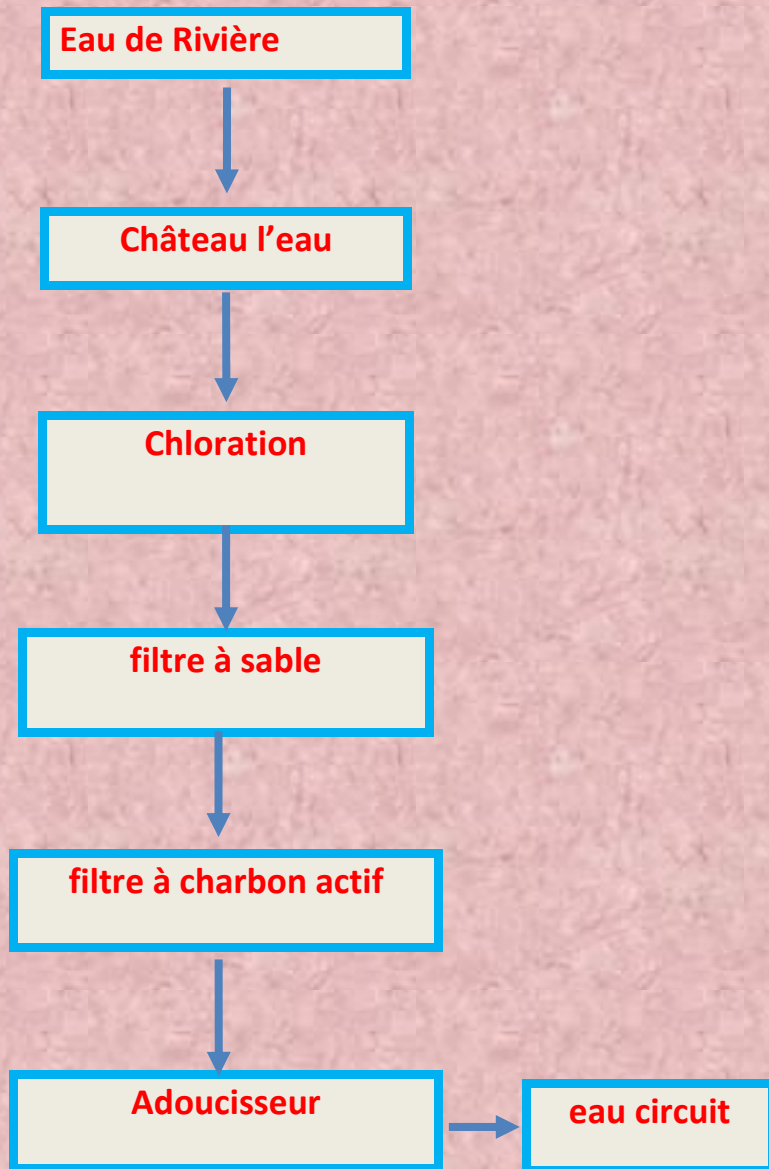 Eau de Rivière
Château l’eau
Chloration
filtre à sable
filtre à charbon actif
Adoucisseur
eau circuit